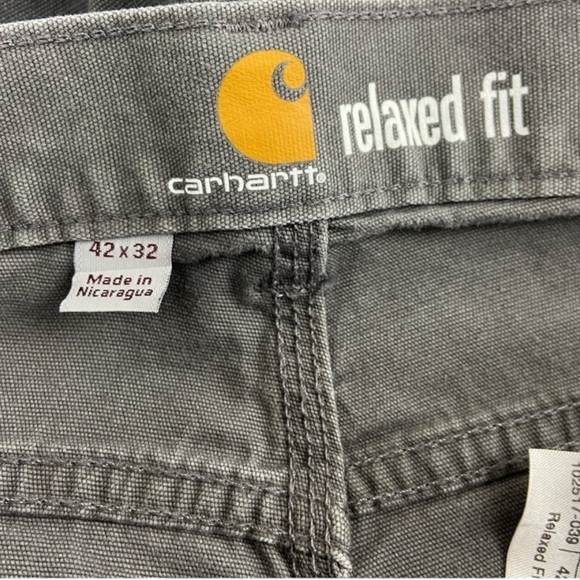 relaxed fit
carhartt®
42 x 32
Made in
Nicaragua
Relaxed